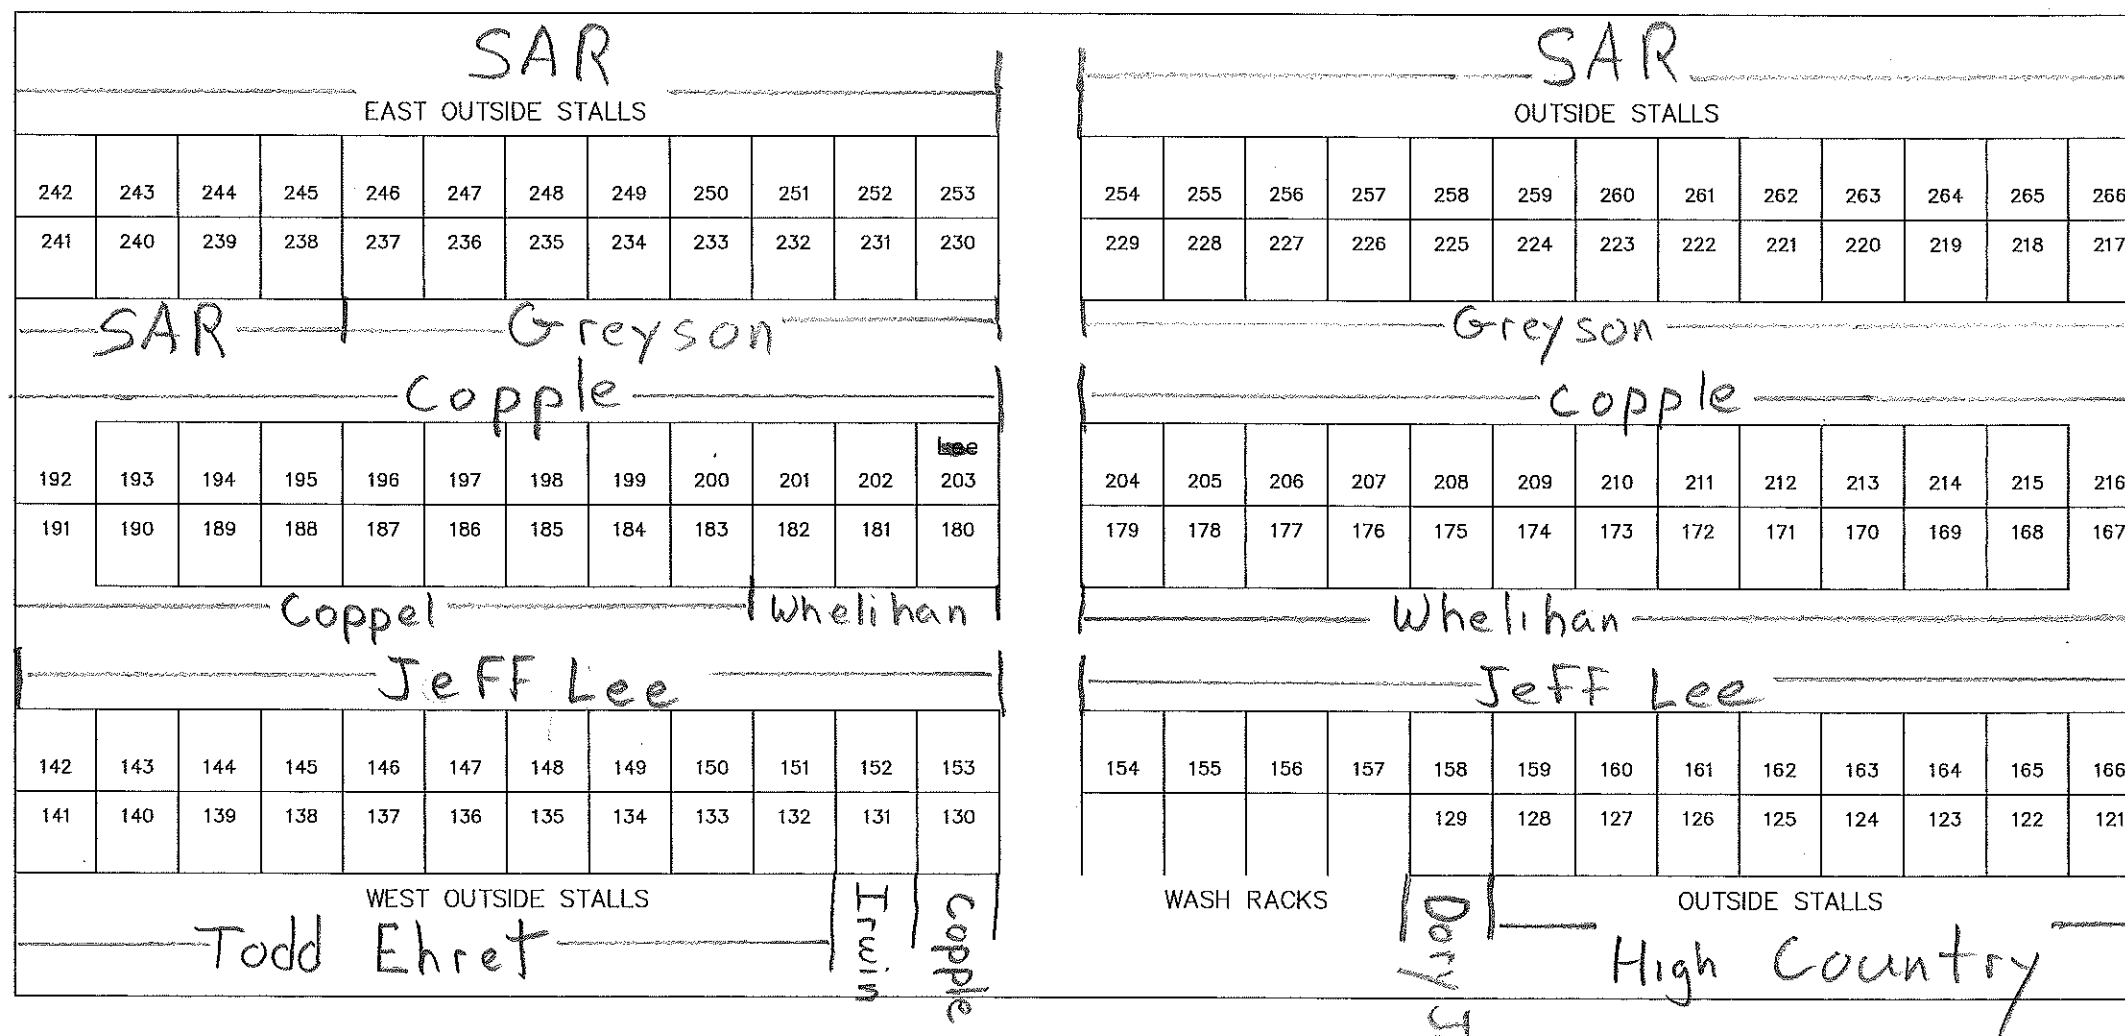 SAR SAR
EAST OUTSIDE STALLS OUTSIDE STALLS
242 243 244 245 246 247 248 249 250 251 252 253 254 255 256 257 258 259 260 261 262 263 264 265 266
241 240 239 238 237 236 235 234 233 232 231 230 229 228 227 226 225 224 223 222 221 220 219 218 217
SAR Greyson Greyson
Copple Copple
Lee
192 193 194 195 196 197 198 199 200 201 202 203 204 205 206 207 208 209 210 211 212 213 214 215 216
191 190 189 188 187 186 185 184 183 182 181 180 179 178 177 176 175 174 173 172 171 170 169 168 167
Coppel Whelihan Whelihan
Jeff Lee Jeff Lee
142 143 144 145 146 147 148 149 150 151 152 153 154 155 156 157 158 159 160 161 162 163 164 165 166
141 140 139 138 137 136 135 134 133 132 131 130 129 128 127 126 125 124 123 122 121
WEST OUTSIDE STALLS WASH RACKS OUTSIDE STALLS
Todd Ehret Irwin Copple Dory J High Country